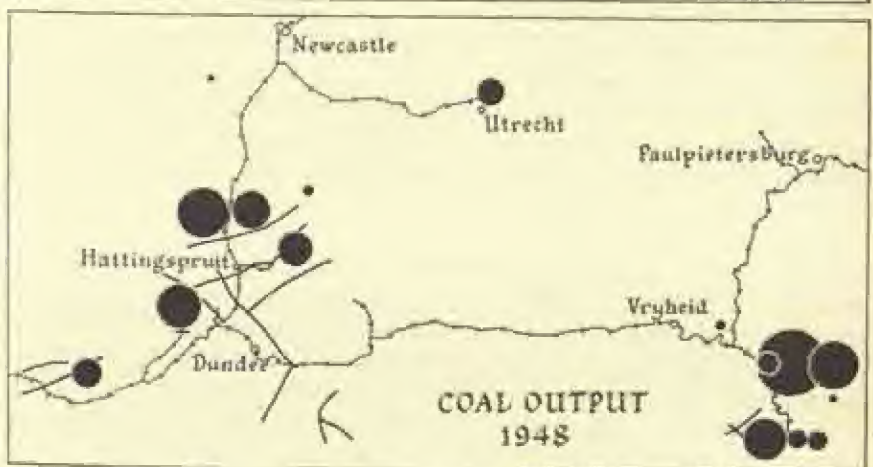 Newcastle
Utrecht
Paulpietersburg
Hattingspruit
Vryheid
Dundee
COAL OUTPUT
1948